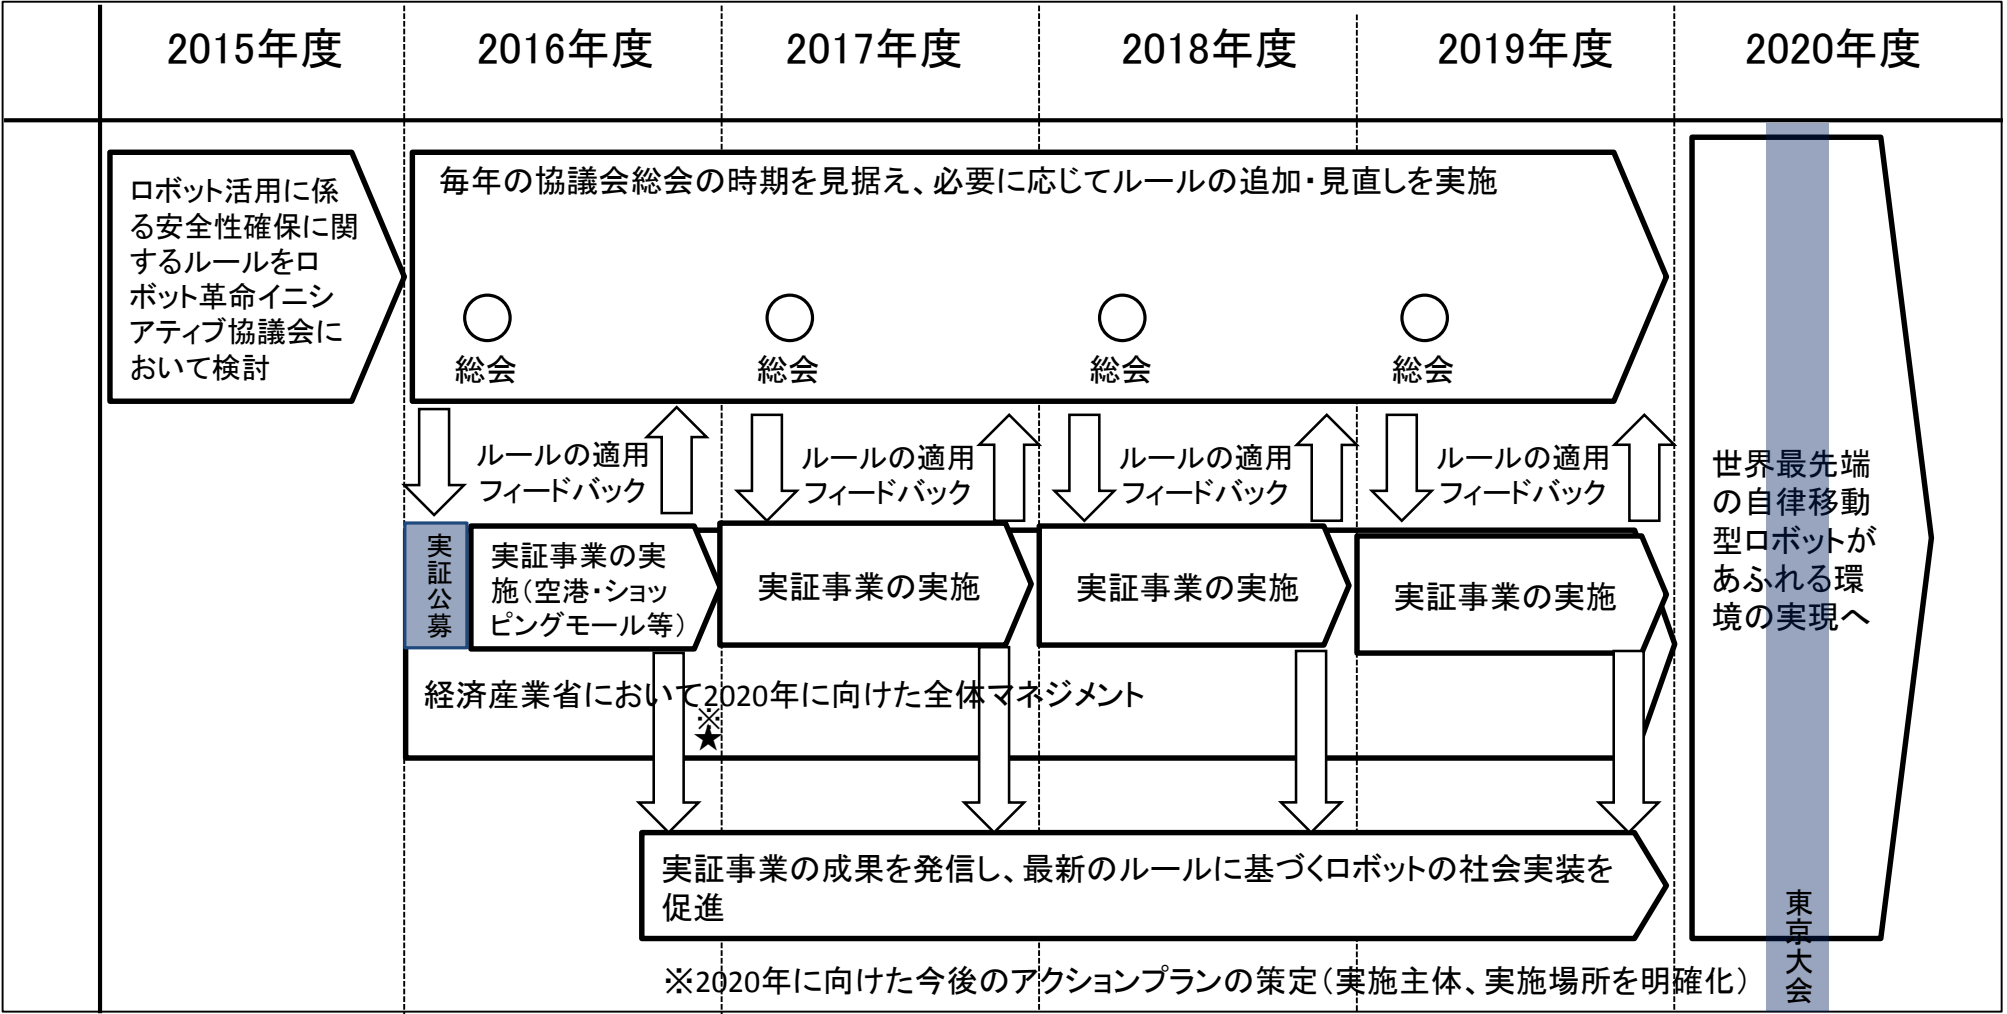 2015年度
2016年度
2017年度
2018年度
2019年度
2020年度
ロボット活用に係
る安全性確保に関
するルールをロ
ボット革命イニシ
アティブ協議会に
おいて検討
毎年の協議会総会の時期を見据え、必要に応じてルールの追加・見直しを実施
総会
総会
総会
総会
ルールの適用
フィードバック
ルールの適用
フィードバック
ルールの適用
フィードバック
ルールの適用
フィードバック
実証公募
実証事業の実
施(空港・ショッ
ピングモール等)
実証事業の実施
実証事業の実施
実証事業の実施
経済産業省において2020年に向けた全体マネジメント
※
★
実証事業の成果を発信し、最新のルールに基づくロボットの社会実装を
促進
世界最先端
の自律移動
型ロボットが
あふれる環
境の実現へ
東京大会
※2020年に向けた今後のアクションプランの策定(実施主体、実施場所を明確化)